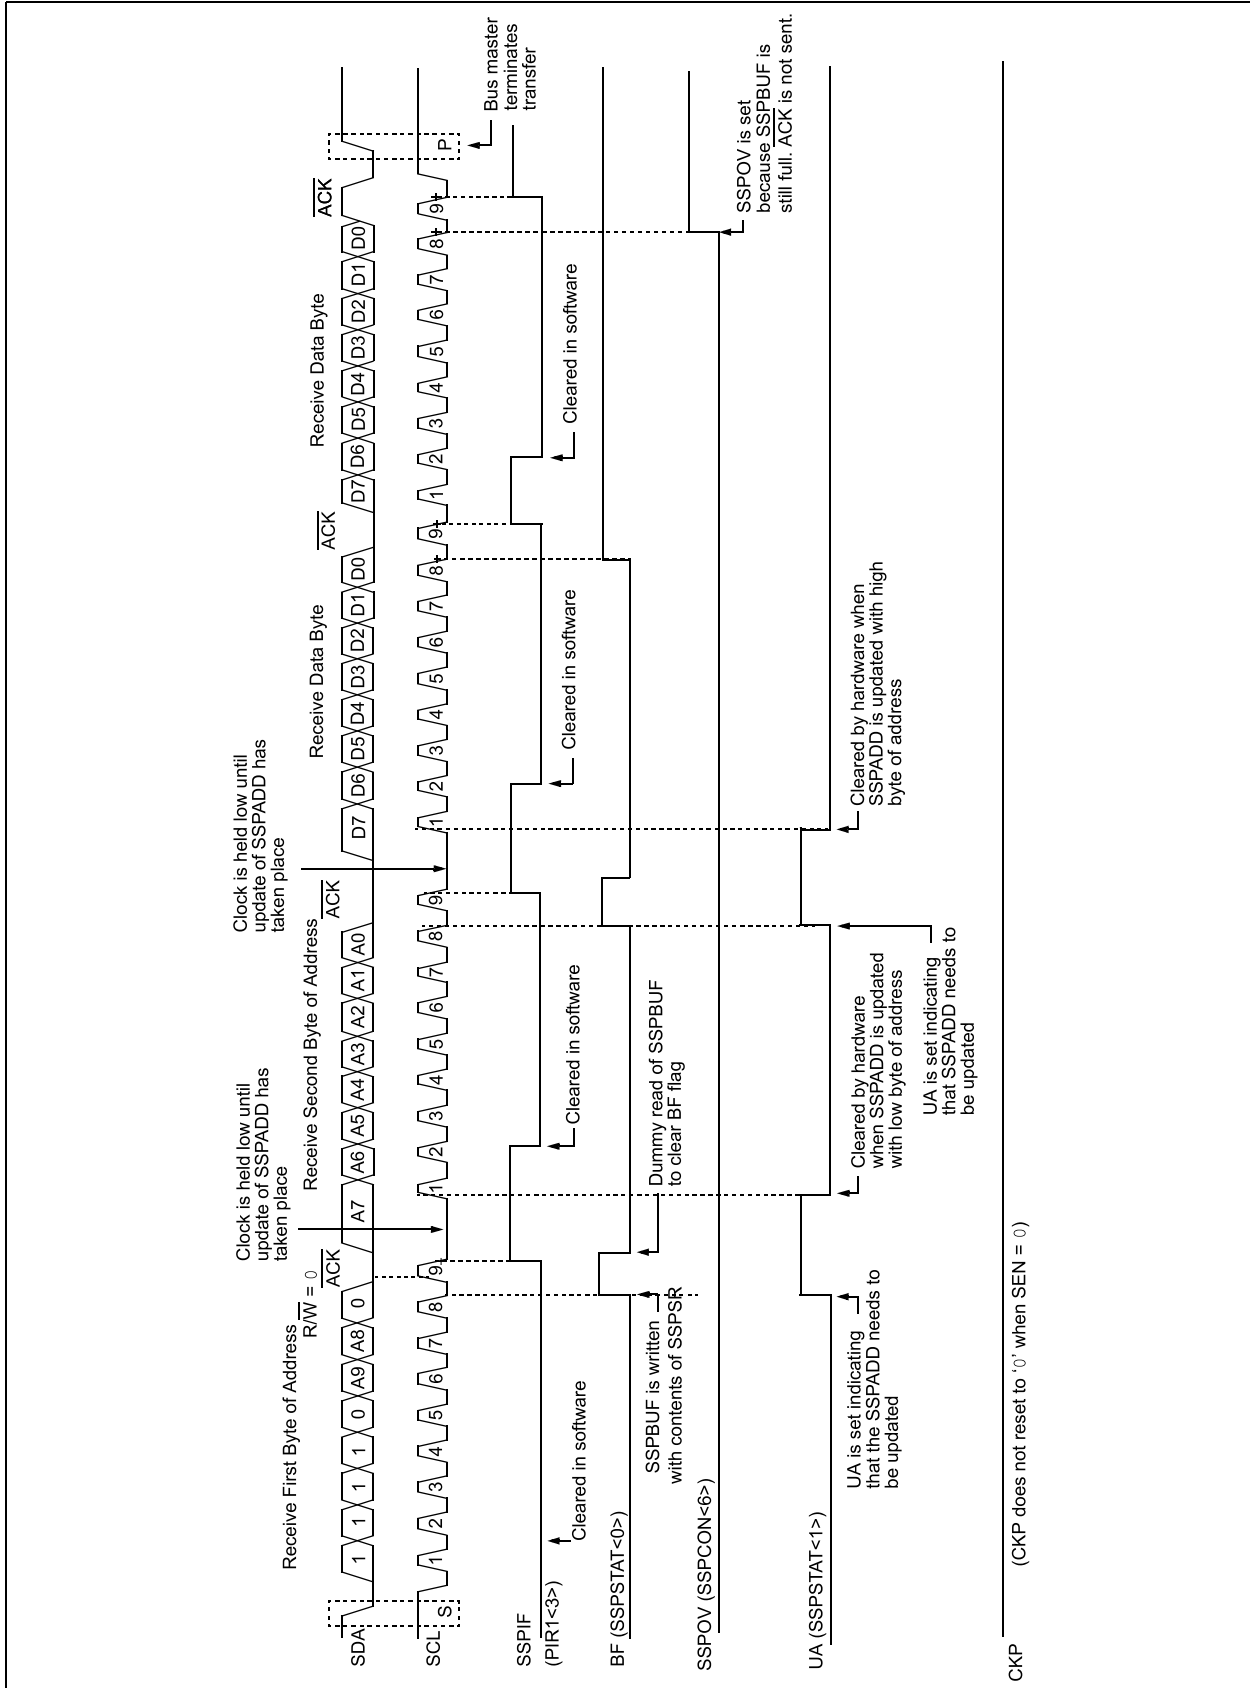 Clock is held low until
update of SSPADD has
taken place
Clock is held low until
update of SSPADD has
taken place
Receive First Byte of Address
R/W = 0
ACK
Receive Second Byte of Address
ACK
Receive Data Byte
ACK
Receive Data Byte
ACK
SDA
1 1 1 1 0 A9 A8 0
A7 A6 A5 A4 A3 A2 A1 A0
D7 D6 D5 D4 D3 D2 D1 D0
D7 D6 D5 D4 D3 D2 D1 D0
SCL
S
1 2 3 4 5 6 7 8 9
1 2 3 4 5 6 7 8 9
1 2 3 4 5 6 7 8 9
1 2 3 4 5 6 7 8 9
P
Bus master
terminates
transfer
SSPIF
(PIR1<3>)
Cleared in software
Cleared in software
Cleared in software
Cleared in software
BF (SSPSTAT<0>)
SSPBUF is written
with contents of SSPSR
Dummy read of SSPBUF
to clear BF flag
SSPOV (SSPCON<6>)
SSPOV is set
because SSPBUF is
still full. ACK is not sent.
UA (SSPSTAT<1>)
UA is set indicating
that the SSPADD needs to
be updated
Cleared by hardware
when SSPADD is updated
with low byte of address
UA is set indicating
that SSPADD needs to
be updated
Cleared by hardware when
SSPADD is updated with high
byte of address
CKP
(CKP does not reset to ‘0’ when SEN = 0)